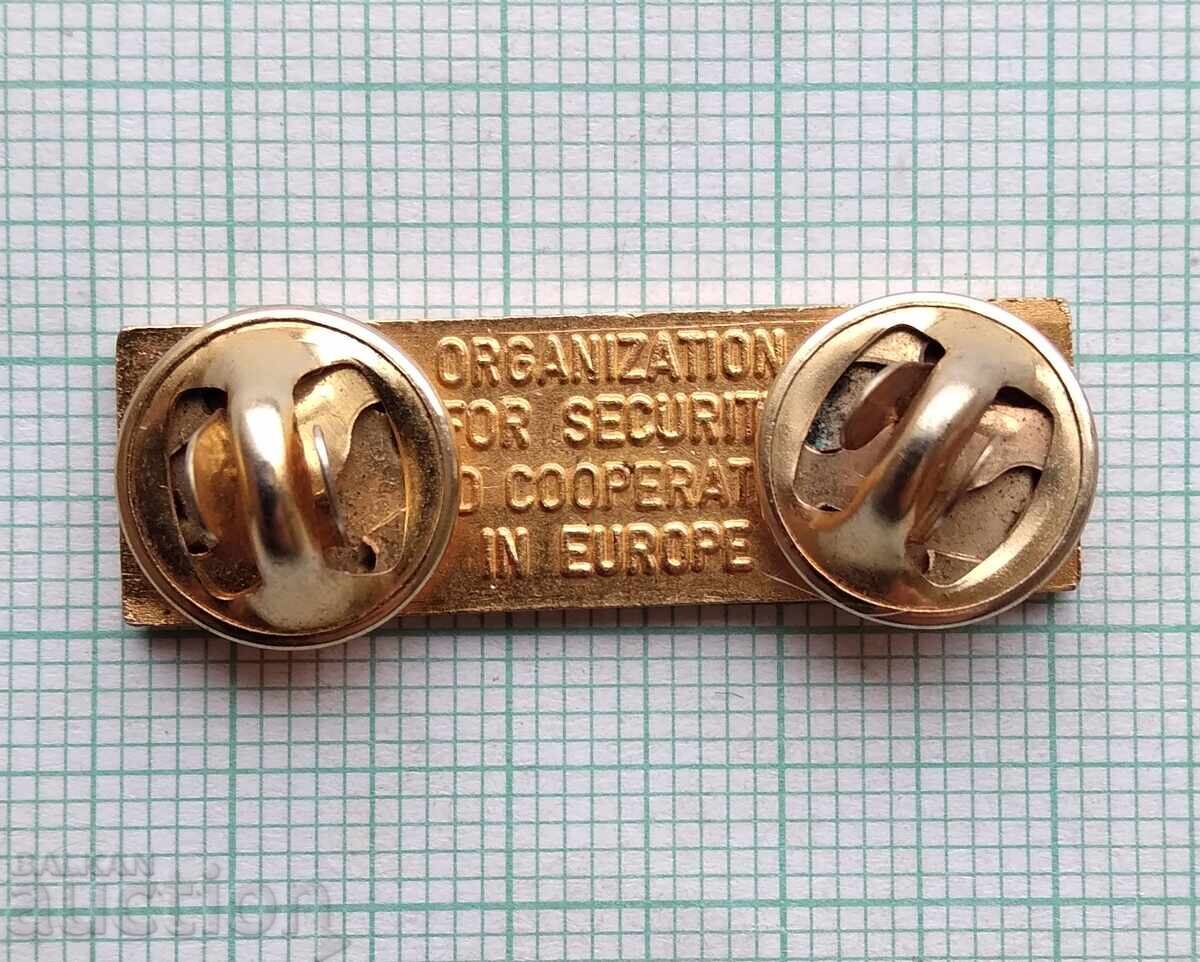 ORGANIZATION
FOR SECURIT
D COOPERAT
IN EUROPE
BALKAN
auction